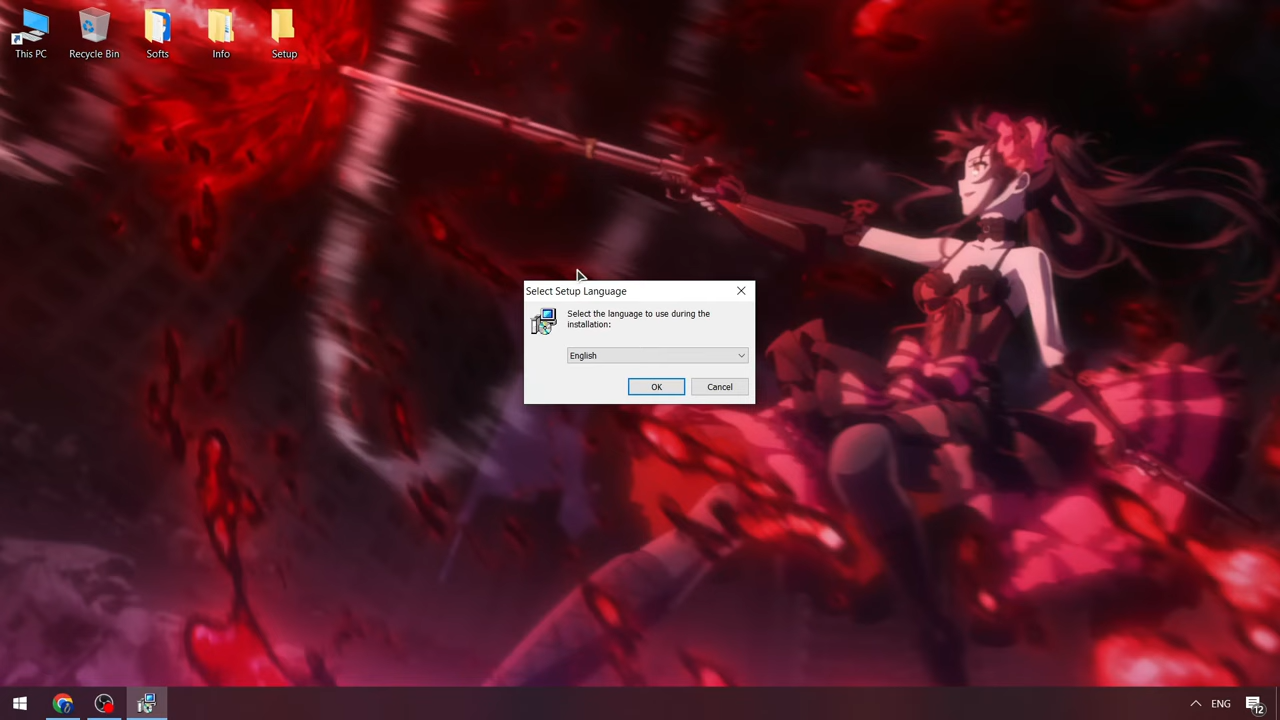 This PC
Recycle Bin
Softs
Info
Setup
Select Setup Language
Select the language to use during the
installation:
English
OK
Cancel
ENG
12